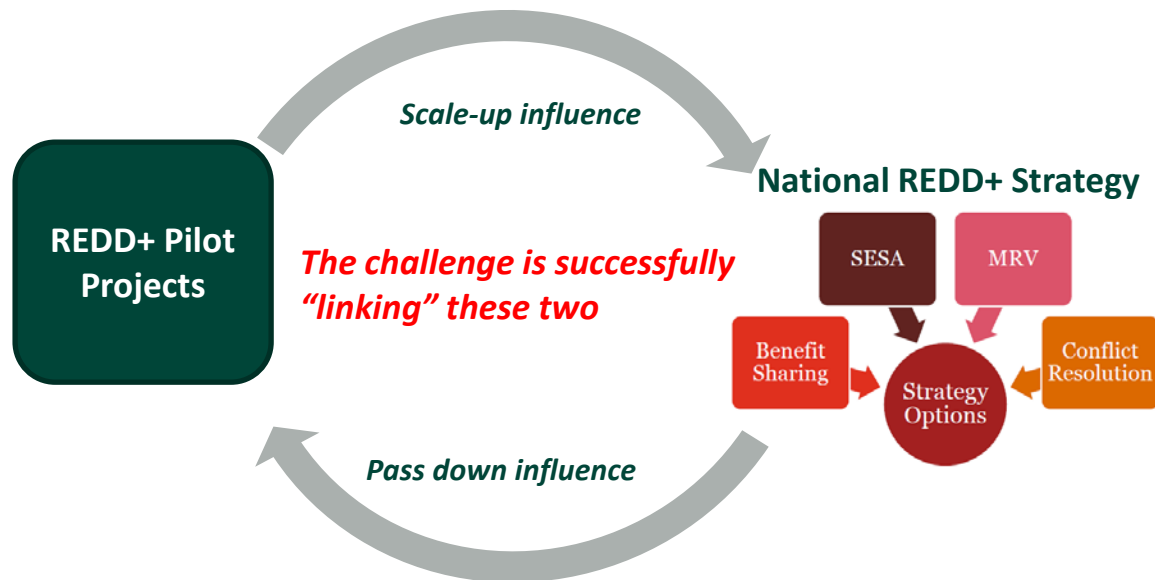 Scale-up influence
National REDD+ Strategy
REDD+ Pilot
Projects
The challenge is successfully
“linking” these two
SESA
MRV
Benefit
Sharing
Conflict
Resolution
Strategy
Options
Pass down influence